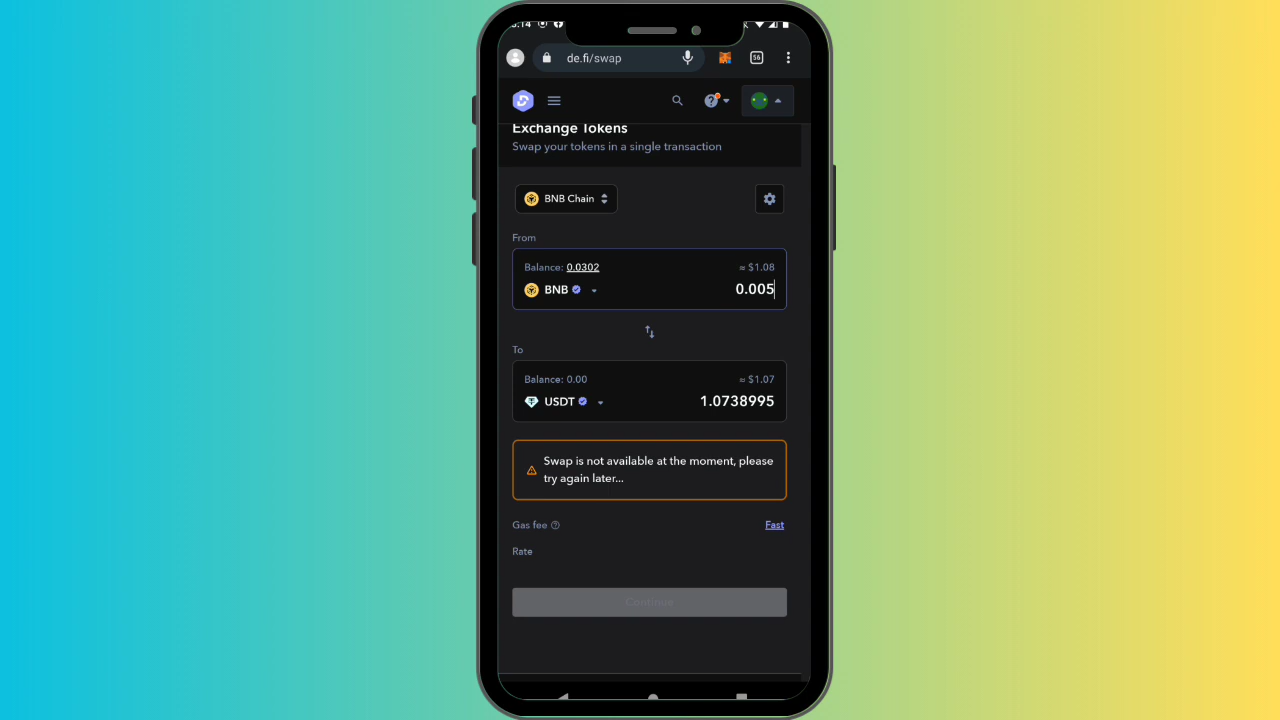 de.fi/swap
56
Exchange Tokens
Swap your tokens in a single transaction
BNB Chain
From
Balance: 0.0302 ≈ $1.08
BNB 0.005
To
Balance: 0.00 ≈ $1.07
USDT 1.0738995
Swap is not available at the moment, please
try again later...
Gas fee Fast
Rate
Continue